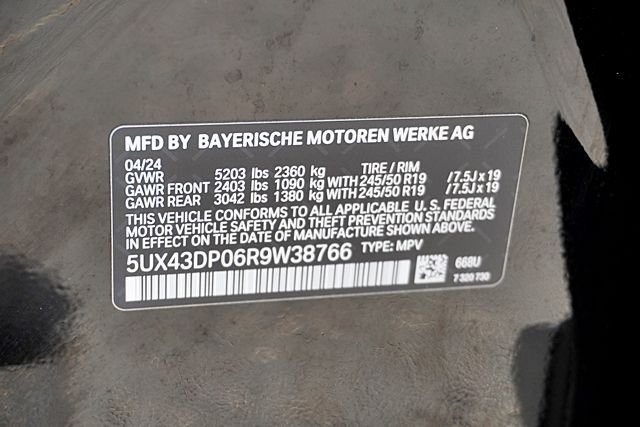 MFD BY BAYERISCHE MOTOREN WERKE AG
04/24
GVWR 5203 lbs 2360 kg TIRE / RIM
GAWR FRONT 2403 lbs 1090 kg WITH 245/50 R19 /7.5J x 19
GAWR REAR 3042 lbs 1380 kg WITH 245/50 R19 /7.5J x 19
THIS VEHICLE CONFORMS TO ALL APPLICABLE U. S. FEDERAL
MOTOR VEHICLE SAFETY AND THEFT PREVENTION STANDARDS
IN EFFECT ON THE DATE OF MANUFACTURE SHOWN ABOVE.
5UX43DP06R9W38766 TYPE: MPV
668U
7 320 730